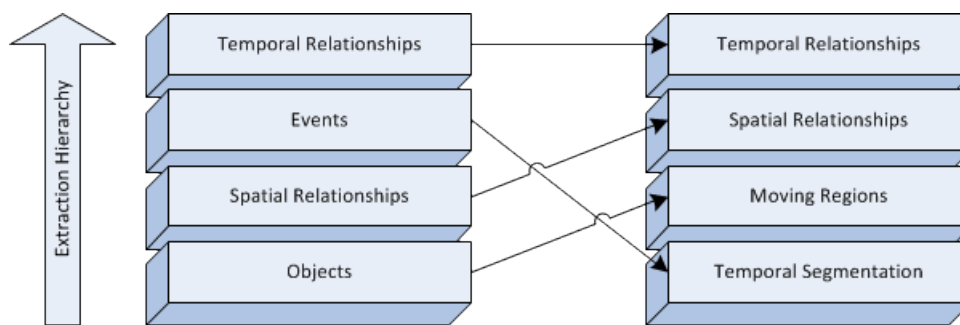 Extraction Hierarchy
Temporal Relationships
Events
Spatial Relationships
Objects
Temporal Relationships
Spatial Relationships
Moving Regions
Temporal Segmentation